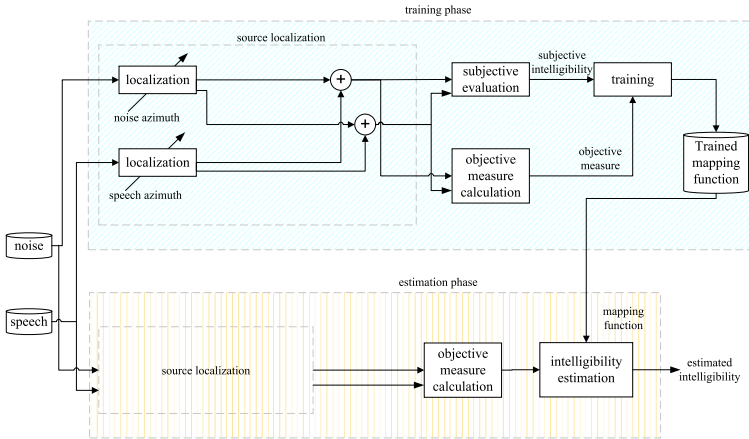 training phase
source localization
localization
noise azimuth
localization
speech azimuth
subjective
evaluation
subjective
intelligibility
training
objective
measure
calculation
objective
measure
Trained
mapping
function
noise
speech
estimation phase
source localization
objective
measure
calculation
mapping
function
intelligibility
estimation
estimated
intelligibility